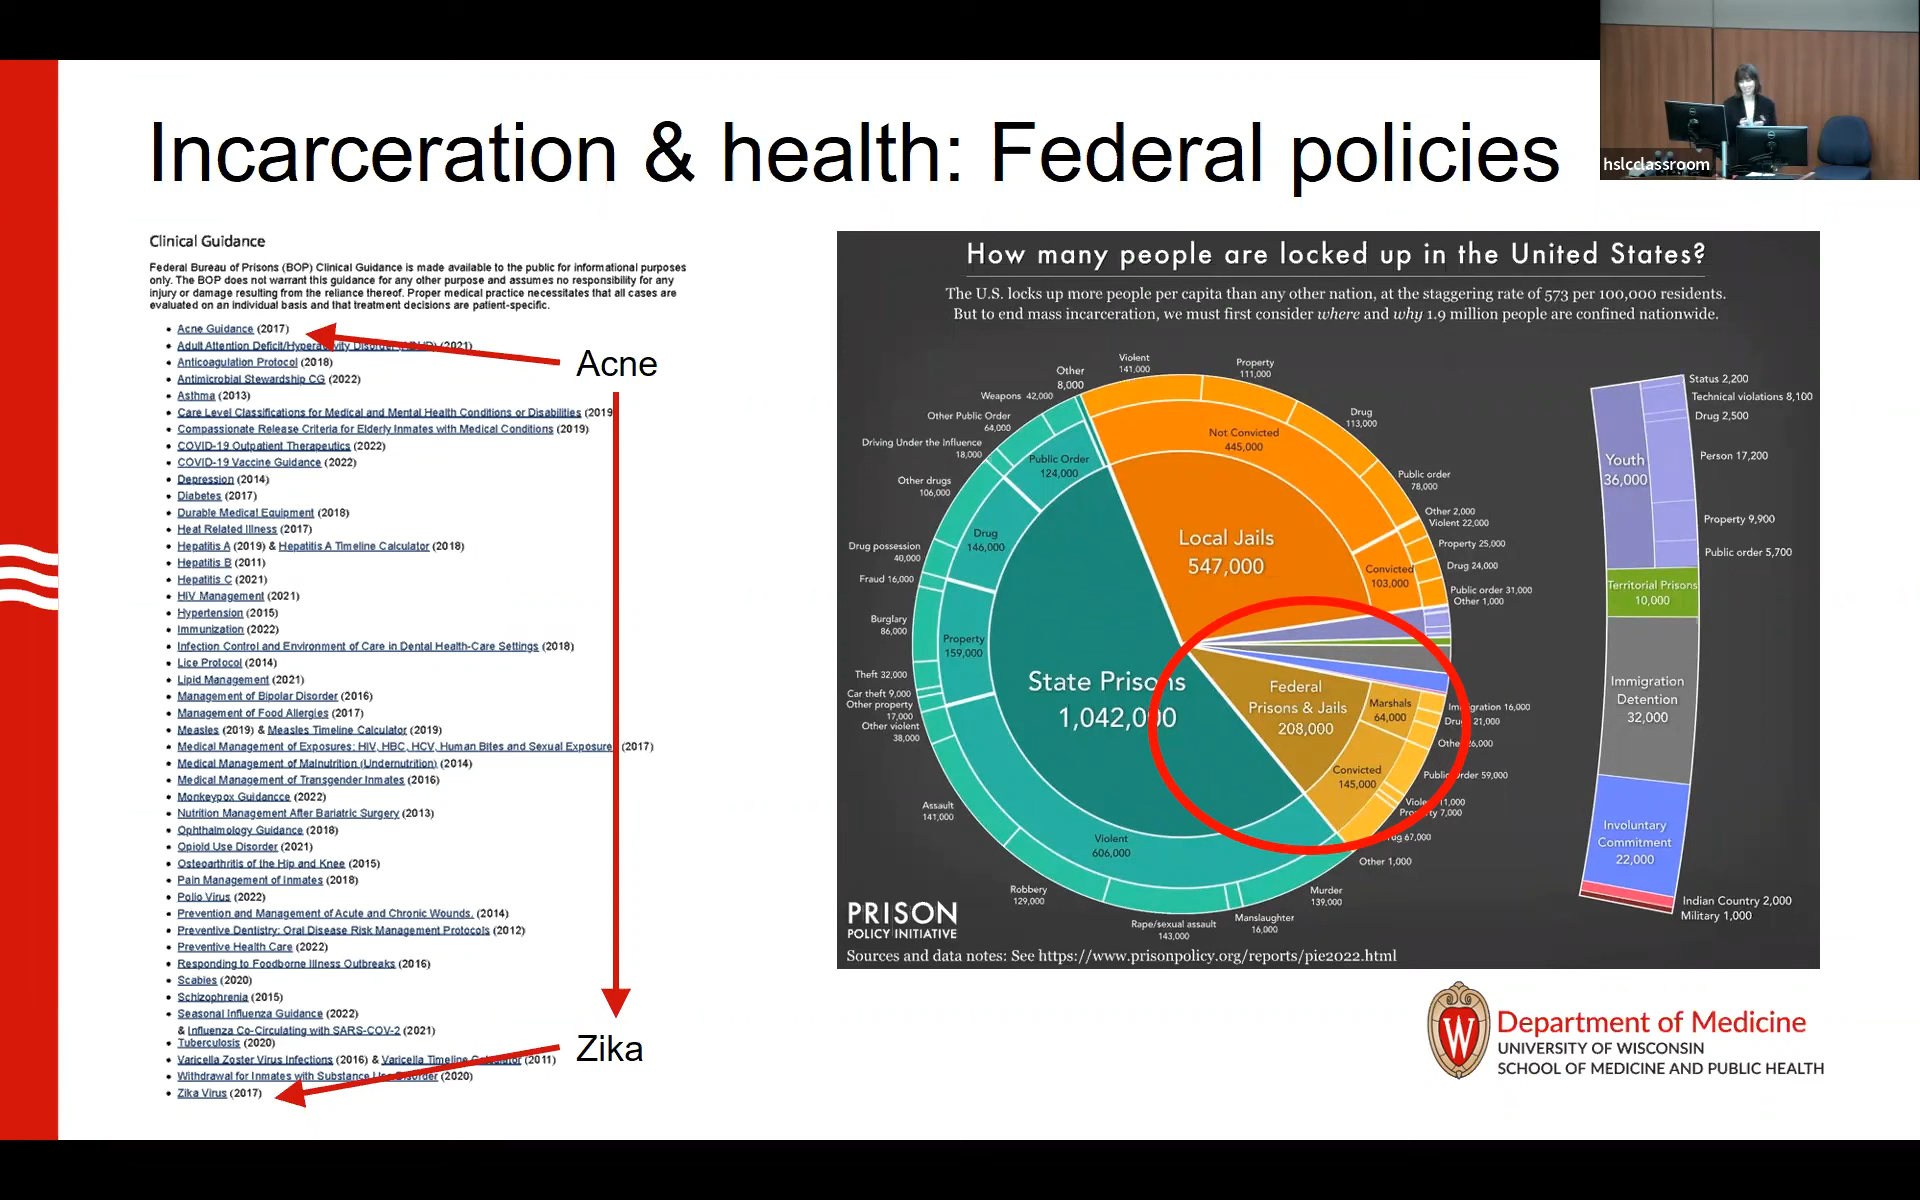 Incarceration & health: Federal policies
hslcclassroom
Clinical Guidance
Federal Bureau of Prisons (BOP) Clinical Guidance is made available to the public for informational purposes
only. The BOP does not warrant this guidance for any other purpose and assumes no responsibility for any
injury or damage resulting from the reliance thereof. Proper medical practice necessitates that all cases are
evaluated on an individual basis and that treatment decisions are patient-specific.
Acne Guidance (2017)
Adult Attention Deficit/Hyperactivity Disorder (ADHD) (2021)
Anticoagulation Protocol (2018)
Antimicrobial Stewardship CG (2022)
Asthma (2013)
Care Level Classifications for Medical and Mental Health Conditions or Disabilities (2019
Compassionate Release Criteria for Elderly Inmates with Medical Conditions (2019)
COVID-19 Outpatient Therapeutics (2022)
COVID-19 Vaccine Guidance (2022)
Depression (2014)
Diabetes (2017)
Durable Medical Equipment (2018)
Heat Related Illness (2017)
Hepatitis A (2019) & Hepatitis A Timeline Calculator (2018)
Hepatitis B (2011)
Hepatitis C (2021)
HIV Management (2021)
Hypertension (2015)
Immunization (2022)
Infection Control and Environment of Care in Dental Health-Care Settings (2018)
Lice Protocol (2014)
Lipid Management (2021)
Management of Bipolar Disorder (2016)
Management of Food Allergies (2017)
Measles (2019) & Measles Timeline Calculator (2019)
Medical Management of Exposures: HIV, HBC, HCV, Human Bites and Sexual Exposure (2017)
Medical Management of Malnutrition (Undernutrition) (2014)
Medical Management of Transgender Inmates (2016)
Monkeypox Guidancce (2022)
Nutrition Management After Bariatric Surgery (2013)
Ophthalmology Guidance (2018)
Opioid Use Disorder (2021)
Osteoarthritis of the Hip and Knee (2015)
Pain Management of Inmates (2018)
Polio Virus (2022)
Prevention and Management of Acute and Chronic Wounds. (2014)
Preventive Dentistry: Oral Disease Risk Management Protocols (2012)
Preventive Health Care (2022)
Responding to Foodborne Illness Outbreaks (2016)
Scabies (2020)
Schizophrenia (2015)
Seasonal Influenza Guidance (2022)
& Influenza Co-Circulating with SARS-COV-2 (2021)
Tuberculosis (2020)
Varicella Zoster Virus Infections (2016) & Varicella Timeline Calculator (2011)
Withdrawal for Inmates with Substance Use Disorder (2020)
Zika Virus (2017)
Acne
Zika
How many people are locked up in the United States?
The U.S. locks up more people per capita than any other nation, at the staggering rate of 573 per 100,000 residents.
But to end mass incarceration, we must first consider where and why 1.9 million people are confined nationwide.
Other
8,000
Weapons 42,000
Other Public Order
64,000
Driving Under the Influence
18,000
Other drugs
106,000
Drug possession
40,000
Fraud 16,000
Burglary
86,000
Theft 32,000
Car theft 9,000
Other property
17,000
Other violent
38,000
Assault
141,000
Robbery
129,000
Rape/sexual assault
143,000
Manslaughter
16,000
Murder
139,000
Public Order
124,000
Drug
146,000
Property
159,000
Violent
606,000
State Prisons
1,042,000
Violent
141,000
Property
111,000
Drug
113,000
Public order
78,000
Other 2,000
Violent 22,000
Property 25,000
Drug 24,000
Public order 31,000
Other 1,000
Not Convicted
445,000
Convicted
103,000
Local Jails
547,000
Federal
Prisons & Jails
208,000
Marshals
64,000
Convicted
145,000
Immigration 16,000
Drug 21,000
Other 26,000
Public Order 59,000
Violent 11,000
Property 7,000
67,000
Other 1,000
Youth
36,000
Status 2,200
Technical violations 8,100
Drug 2,500
Person 17,200
Property 9,900
Public order 5,700
Territorial Prisons
10,000
Immigration
Detention
32,000
Involuntary
Commitment
22,000
Indian Country 2,000
Military 1,000
PRISON
POLICY INITIATIVE
Sources and data notes: See https://www.prisonpolicy.org/reports/pie2022.html
W
Department of Medicine
UNIVERSITY OF WISCONSIN
SCHOOL OF MEDICINE AND PUBLIC HEALTH